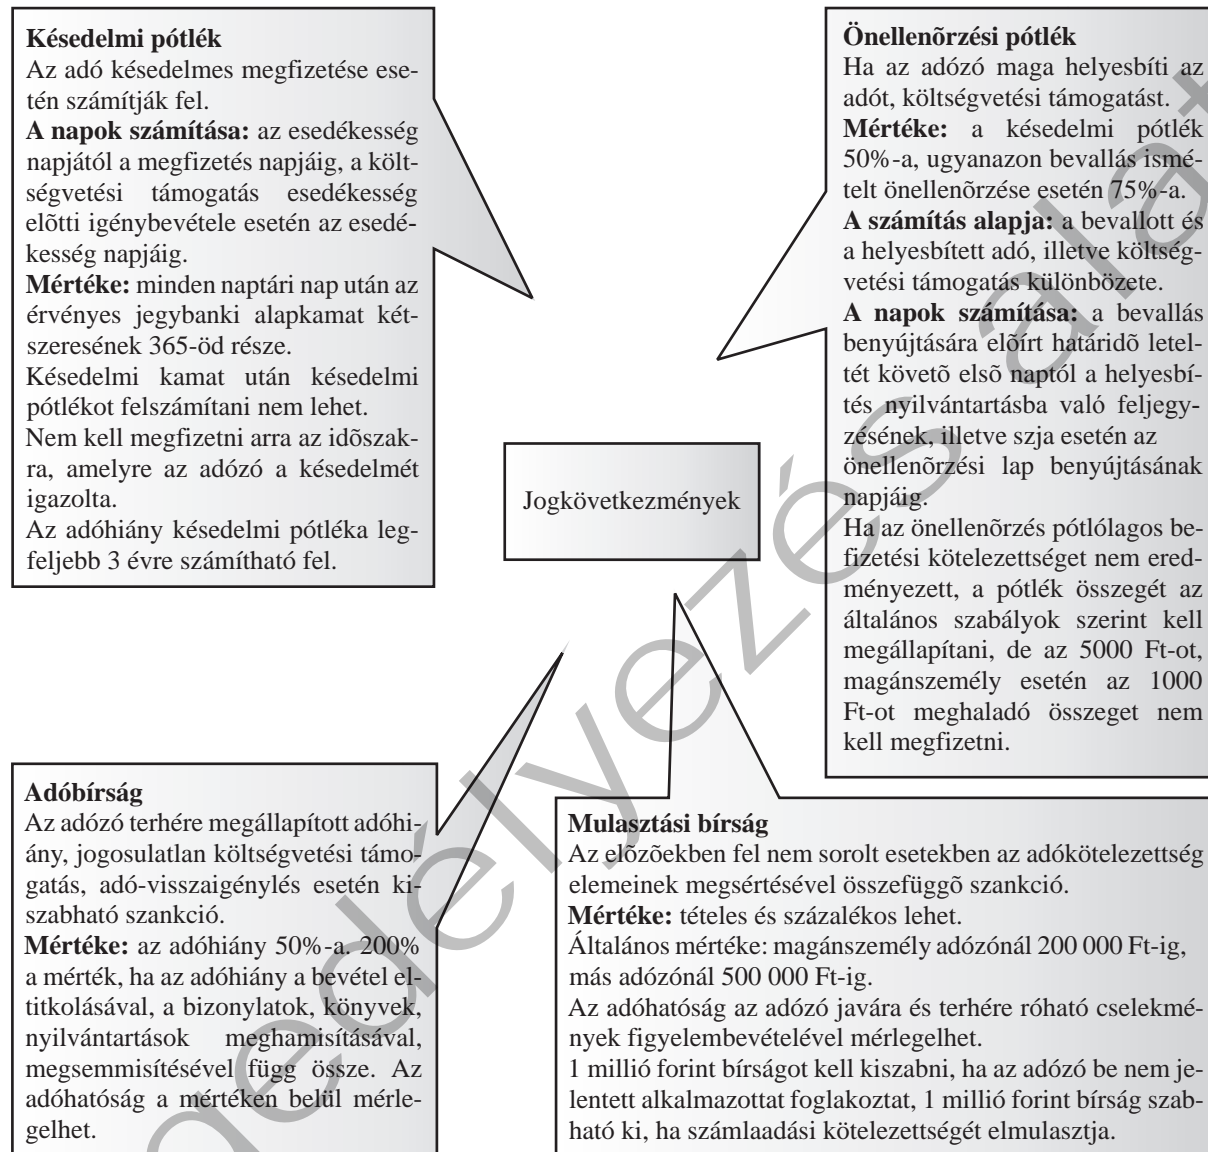 Késedelmi pótlék
Az adó késedelmes megfizetése ese-
tén számítják fel.
A napok számítása: az esedékesség
napjától a megfizetés napjáig, a költ-
ségvetési támogatás esedékesség
elõtti igénybevétele esetén az esedé-
kesség napjáig.
Mértéke: minden naptári nap után az
érvényes jegybanki alapkamat két-
szeresének 365-öd része.
Késedelmi kamat után késedelmi
pótlékot felszámítani nem lehet.
Nem kell megfizetni arra az idõszak-
ra, amelyre az adózó a késedelmét
igazolta.
Az adóhiány késedelmi pótléka leg-
feljebb 3 évre számítható fel.
Önellenõrzési pótlék
Ha az adózó maga helyesbíti az
adót, költségvetési támogatást.
Mértéke: a késedelmi pótlék
50%-a, ugyanazon bevallás ismé-
telt önellenõrzése esetén 75%-a.
A számítás alapja: a bevallott és
a helyesbített adó, illetve költség-
vetési támogatás különbözete.
A napok számítása: a bevallás
benyújtására elõírt határidõ letel-
tét követõ elsõ naptól a helyesbí-
tés nyilvántartásba való feljegy-
zésének, illetve szja esetén az
önellenõrzési lap benyújtásának
napjáig.
Ha az önellenõrzés pótlólagos be-
fizetési kötelezettséget nem ered-
ményezett, a pótlék összegét az
általános szabályok szerint kell
megállapítani, de az 5000 Ft-ot,
magánszemély esetén az 1000
Ft-ot meghaladó összeget nem
kell megfizetni.
Jogkövetkezmények
Adóbírság
Az adózó terhére megállapított adóhi-
ány, jogosulatlan költségvetési támo-
gatás, adó-visszaigénylés esetén ki-
szabható szankció.
Mértéke: az adóhiány 50%-a. 200%
a mérték, ha az adóhiány a bevétel el-
titkolásával, a bizonylatok, könyvek,
nyilvántartások meghamisításával,
megsemmisítésével függ össze. Az
adóhatóság a mértéken belül mérle-
gelhet.
Mulasztási bírság
Az elõzõekben fel nem sorolt esetekben az adókötelezettség
elemeinek megsértésével összefüggõ szankció.
Mértéke: tételes és százalékos lehet.
Általános mértéke: magánszemély adózónál 200 000 Ft-ig,
más adózónál 500 000 Ft-ig.
Az adóhatóság az adózó javára és terhére róható cselekmé-
nyek figyelembevételével mérlegelhet.
1 millió forint bírságot kell kiszabni, ha az adózó be nem je-
lentett alkalmazottat foglakoztat, 1 millió forint bírság szab-
ható ki, ha számlaadási kötelezettségét elmulasztja.
gedélyezés alat